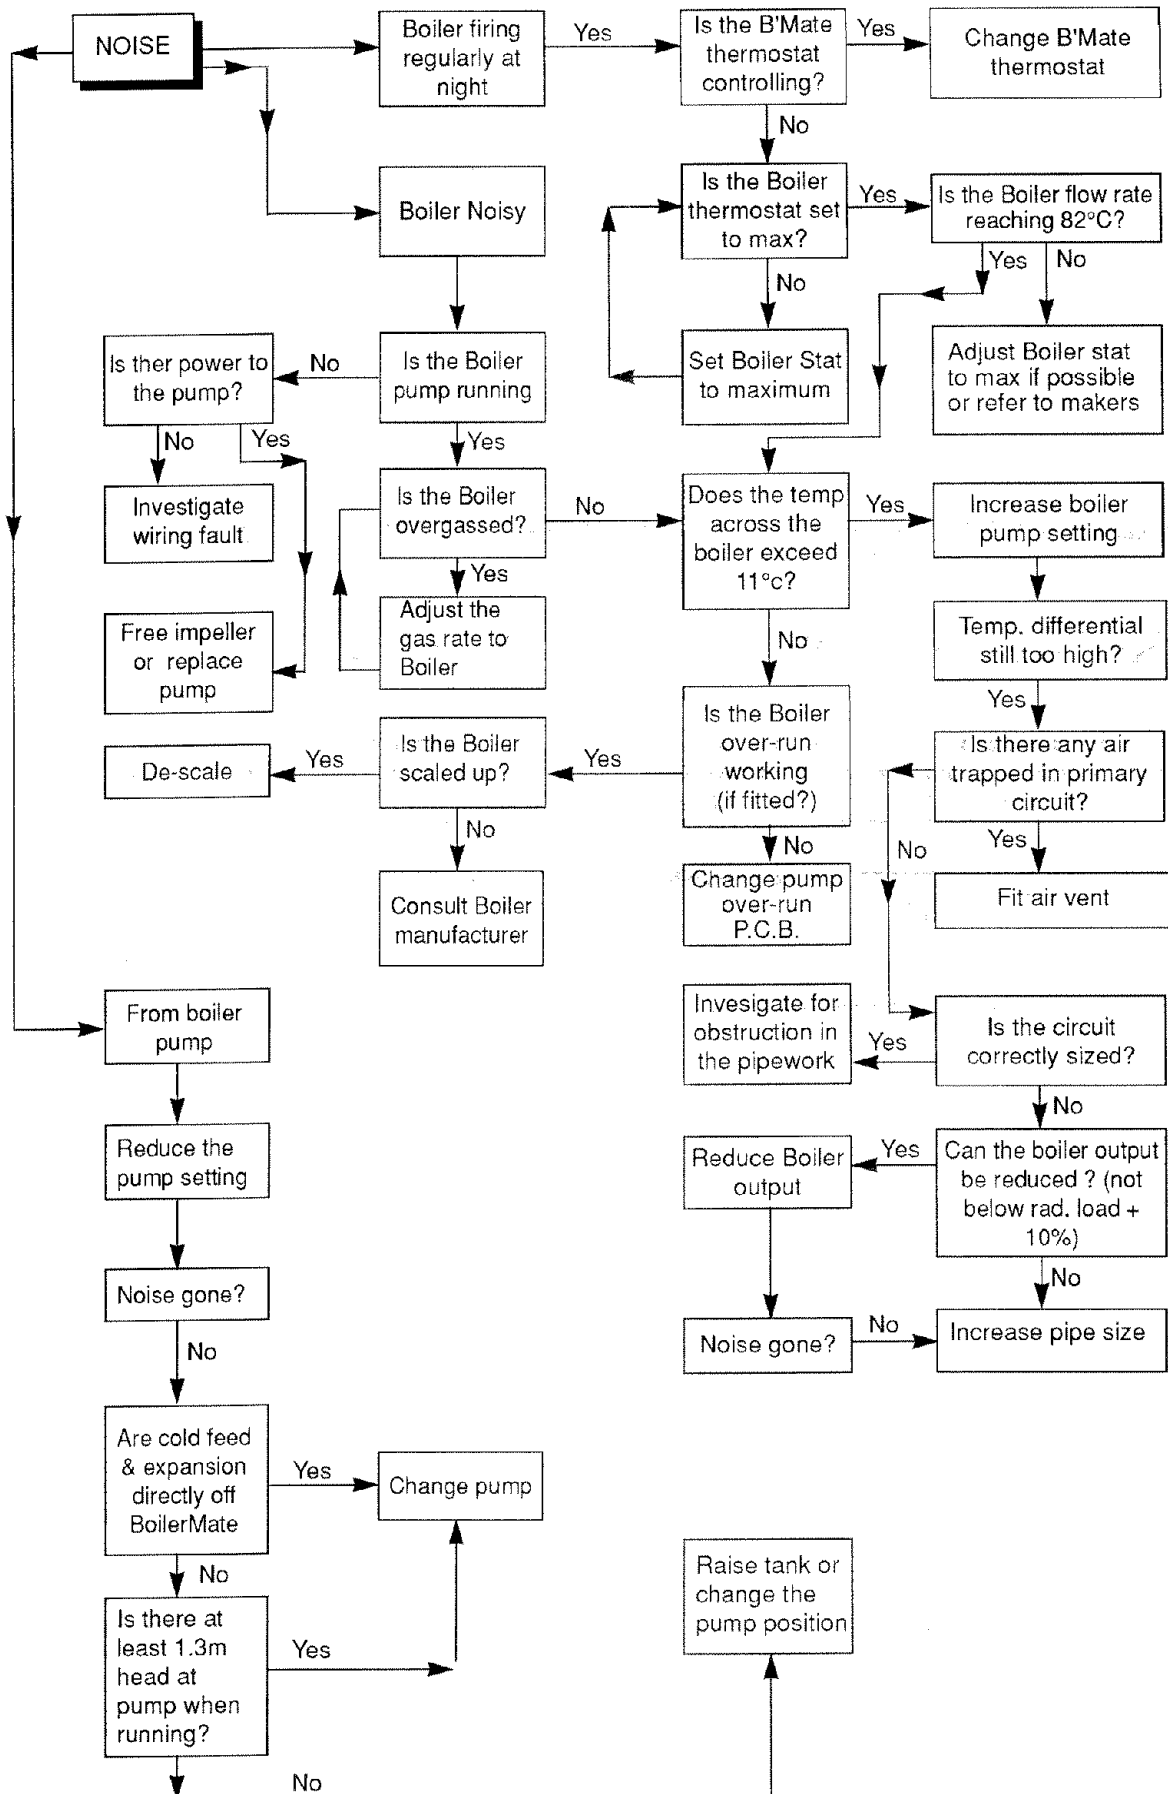 NOISE
Boiler firing
regularly at
night
Yes
Is the B'Mate
thermostat
controlling?
Yes
Change B'Mate
thermostat
No
Boiler Noisy
Is the Boiler
thermostat set
to max?
Yes
Is the Boiler flow rate
reaching 82°C?
No
Yes
No
Is ther power to
the pump?
No
Is the Boiler
pump running
Set Boiler Stat
to maximum
Adjust Boiler stat
to max if possible
or refer to makers
No
Yes
Yes
Investigate
wiring fault
Is the Boiler
overgassed?
No
Does the temp
across the
boiler exceed
11°c?
Yes
Increase boiler
pump setting
Yes
Free impeller
or replace
pump
Adjust the
gas rate to
Boiler
No
Temp. differential
still too high?
Yes
De-scale
Yes
Is the Boiler
scaled up?
Yes
Is the Boiler
over-run
working
(if fitted?)
Is there any air
trapped in primary
circuit?
No
No
No
Yes
Consult Boiler
manufacturer
Change pump
over-run
P.C.B.
Fit air vent
From boiler
pump
Invesigate for
obstruction in
the pipework
Yes
Is the circuit
correctly sized?
No
Reduce the
pump setting
Reduce Boiler
output
Yes
Can the boiler output
be reduced ? (not
below rad. load +
10%)
No
Noise gone?
Noise gone?
No
Increase pipe size
No
Are cold feed
& expansion
directly off
BoilerMate
Yes
Change pump
No
Is there at
least 1.3m
head at
pump when
running?
Yes
Raise tank or
change the
pump position
No